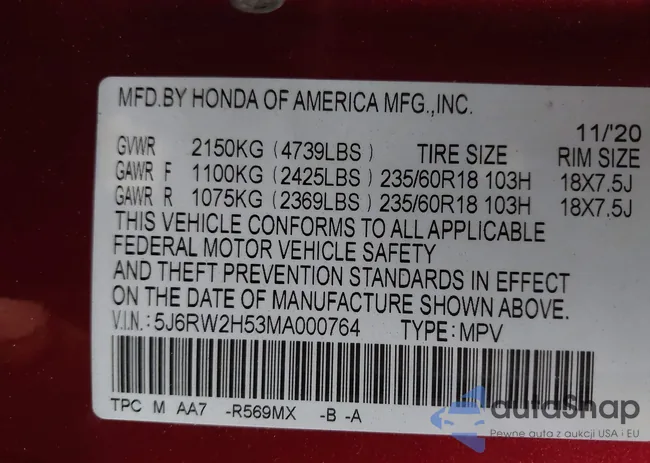 MFD.BY HONDA OF AMERICA MFG.,INC.
11/'20
GVWR 2150KG (4739LBS) TIRE SIZE RIM SIZE
GAWR F 1100KG (2425LBS) 235/60R18 103H 18X7.5J
GAWR R 1075KG (2369LBS) 235/60R18 103H 18X7.5J
THIS VEHICLE CONFORMS TO ALL APPLICABLE
FEDERAL MOTOR VEHICLE SAFETY
AND THEFT PREVENTION STANDARDS IN EFFECT
ON THE DATE OF MANUFACTURE SHOWN ABOVE.
V.I.N.: 5J6RW2H53MA000764 TYPE: MPV
TPC M AA7 -R569MX -B -A
autoSnap
Pewne auta z aukcji USA i EU